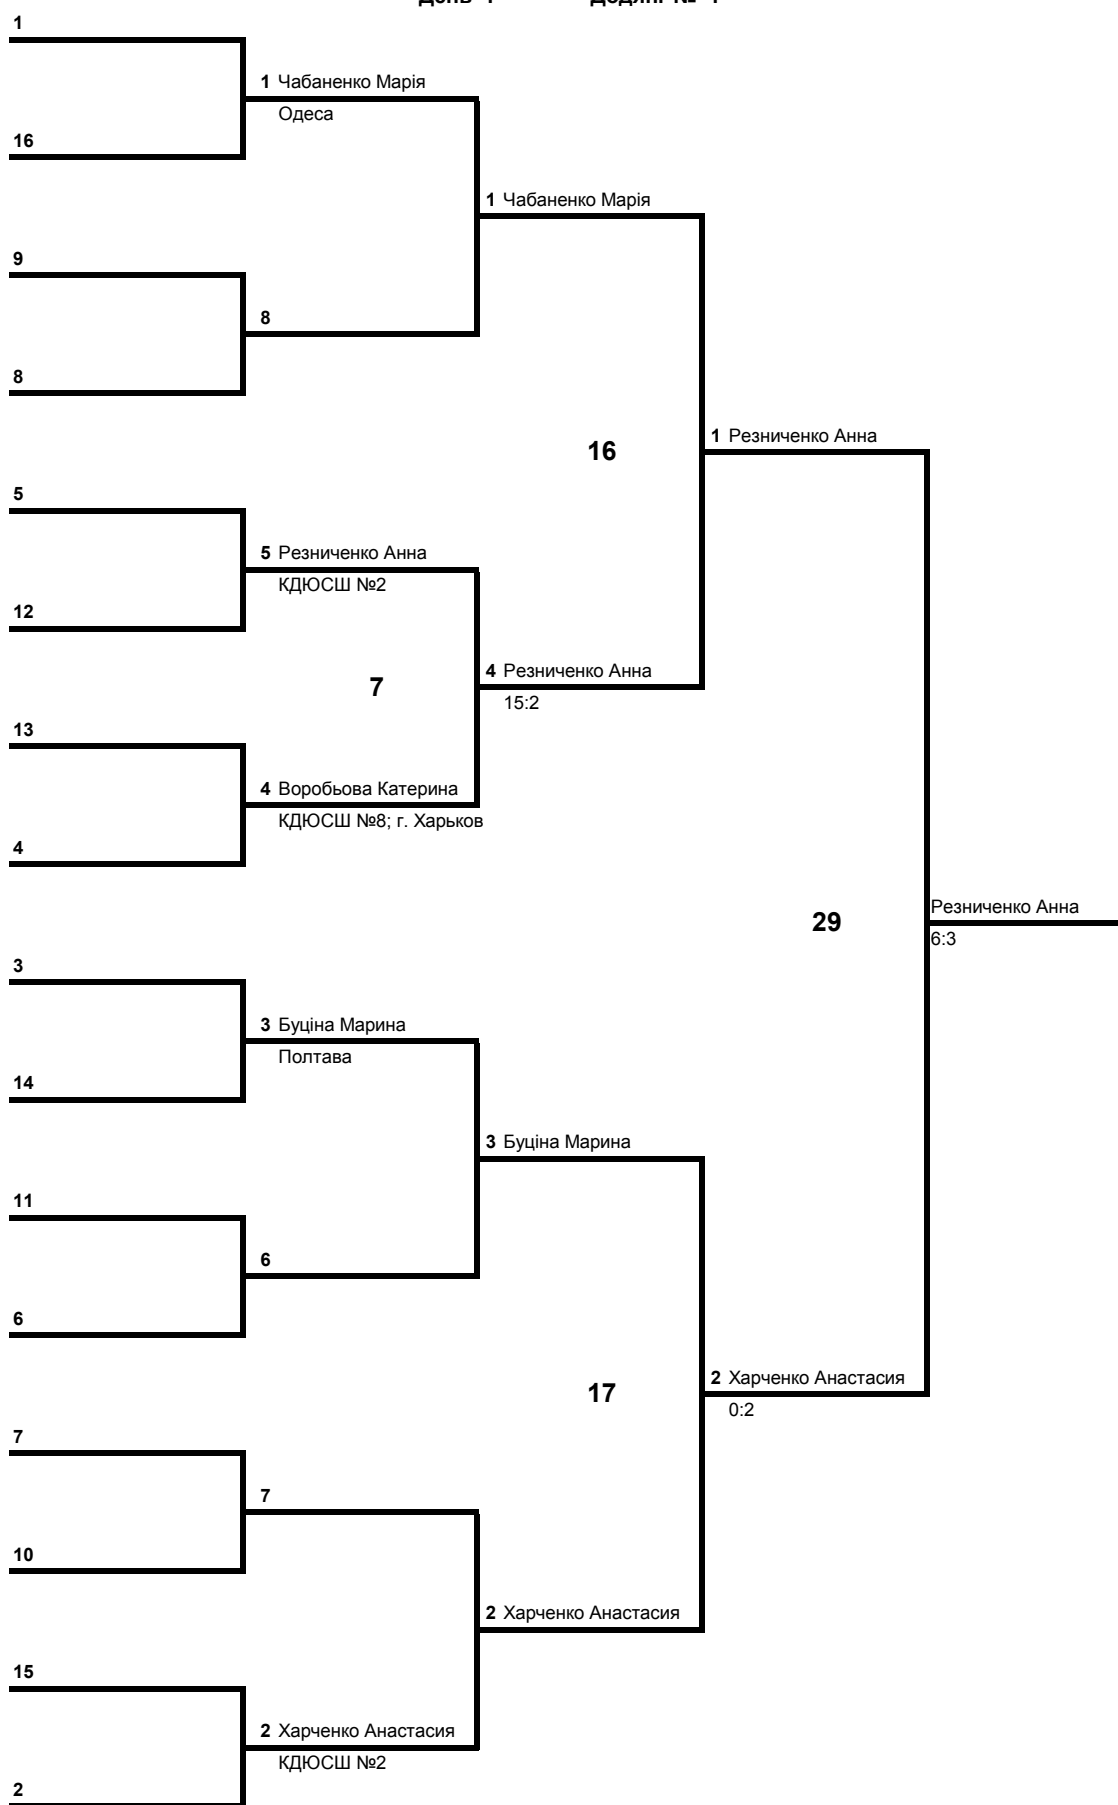 1
1 Чабаненко Марія
Одеса
16
1 Чабаненко Марія
9
8
8
1 Резниченко Анна
16
5
5 Резниченко Анна
КДЮСШ №2
12
4 Резниченко Анна
7
15:2
13
4 Воробьова Катерина
КДЮСШ №8; г. Харьков
4
Резниченко Анна
29
6:3
3
3 Буціна Марина
Полтава
14
3 Буціна Марина
11
6
6
2 Харченко Анастасия
17
0:2
7
7
10
2 Харченко Анастасия
15
2 Харченко Анастасия
КДЮСШ №2
2